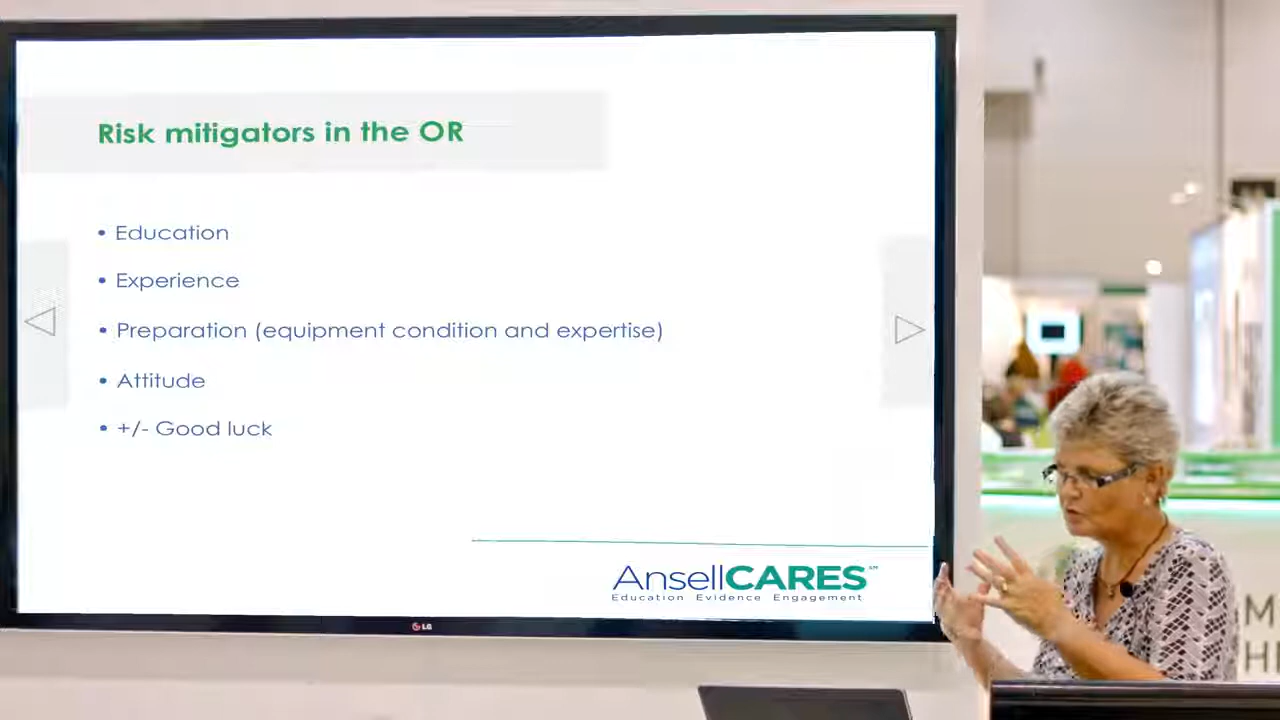 Risk mitigators in the OR
• Education
• Experience
• Preparation (equipment condition and expertise)
• Attitude
• +/- Good luck
AnsellCARES℠
Education Evidence Engagement
LG